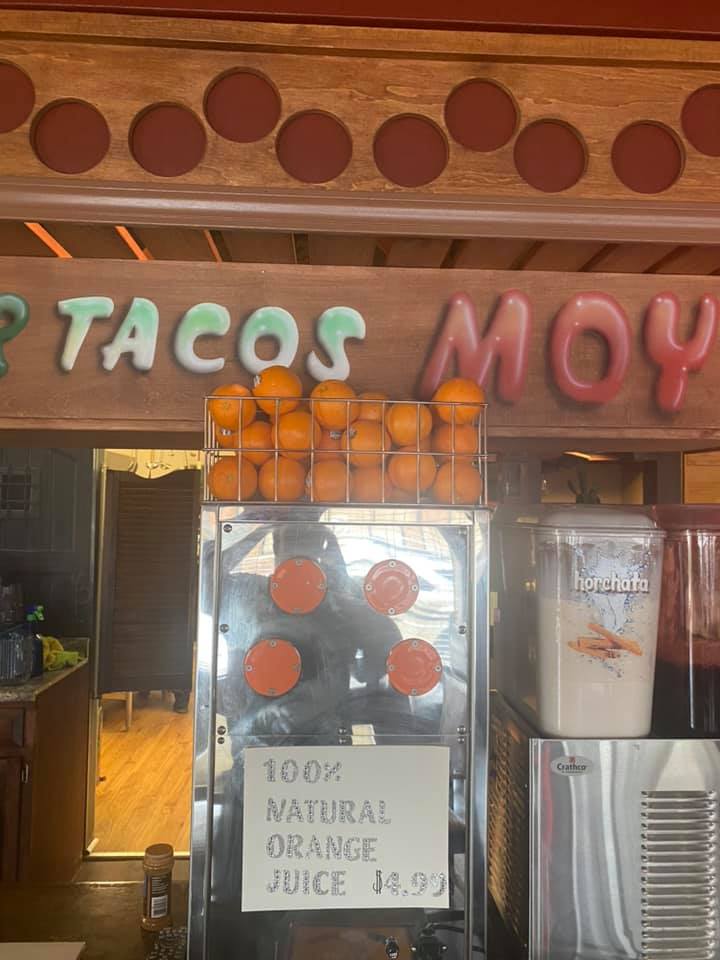 TACOS MOY
horchata
Crathco
100%
NATURAL
ORANGE
JUICE $4.99